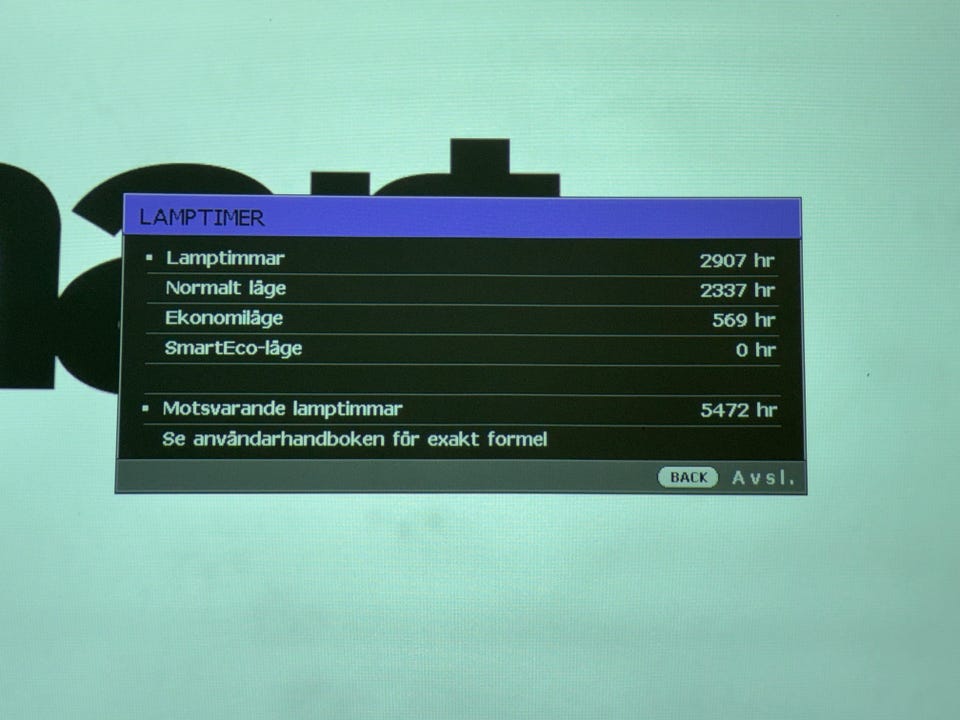 LAMPTIMER
Lamptimmar 2907 hr
Normalt läge 2337 hr
Ekonomiläge 569 hr
SmartEco-läge 0 hr
Motsvarande lamptimmar 5472 hr
Se användarhandboken för exakt formel
BACK Avsl.